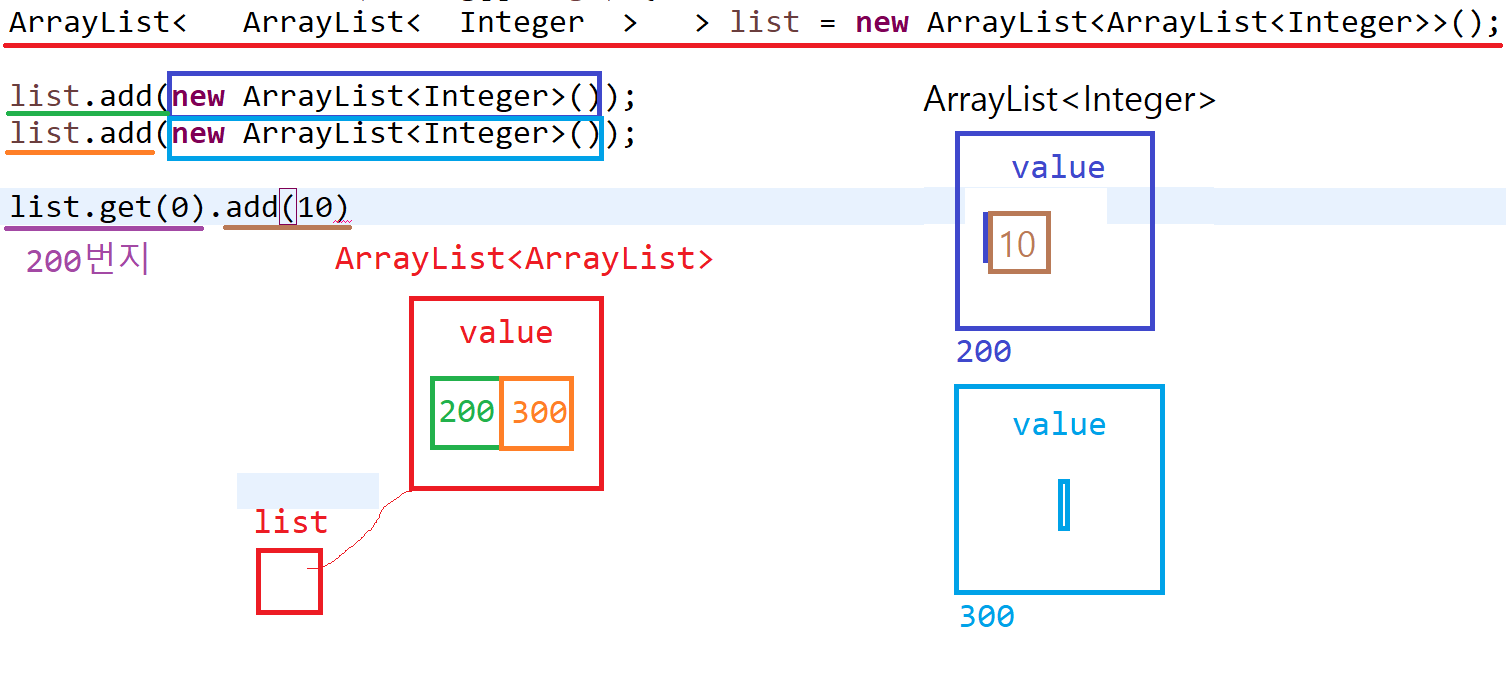 ArrayList<   ArrayList<  Integer  >   > list = new ArrayList<ArrayList<Integer>>();
list.add(new ArrayList<Integer>());
list.add(new ArrayList<Integer>());
list.get(0).add(10)
200번지
ArrayList<ArrayList>
value
200 300
list
ArrayList<Integer>
value
10
200
value
300